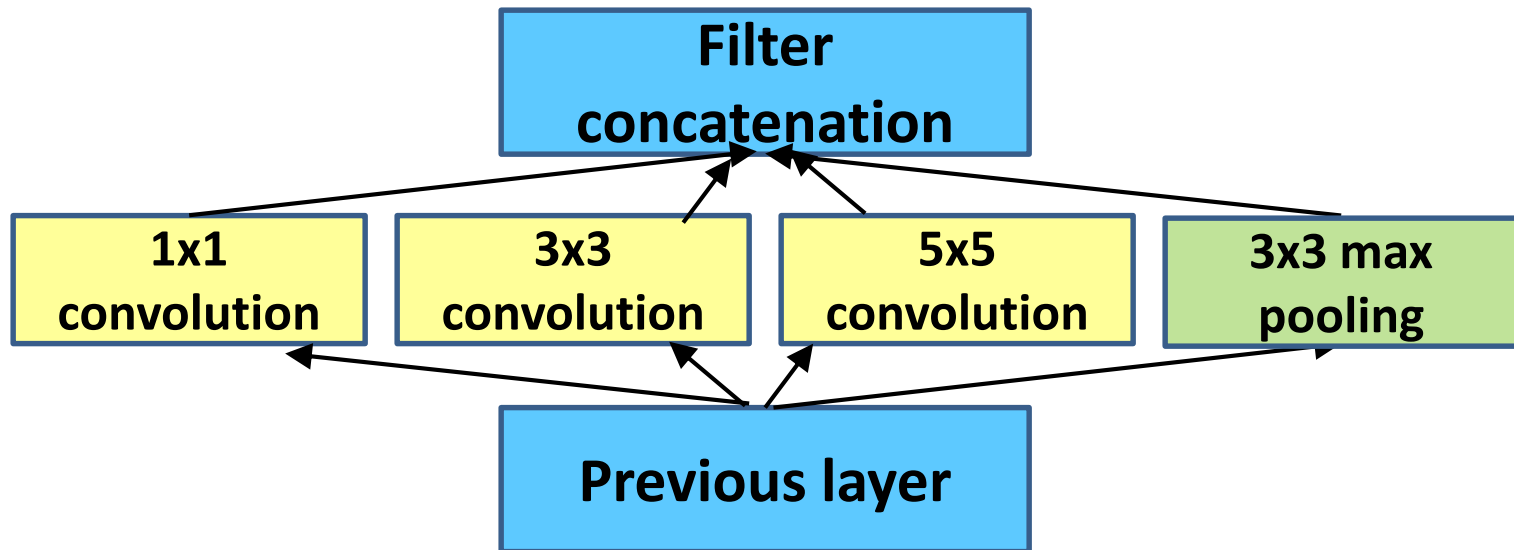 Filter
concatenation
1x1
convolution
3x3
convolution
5x5
convolution
3x3 max
pooling
Previous layer